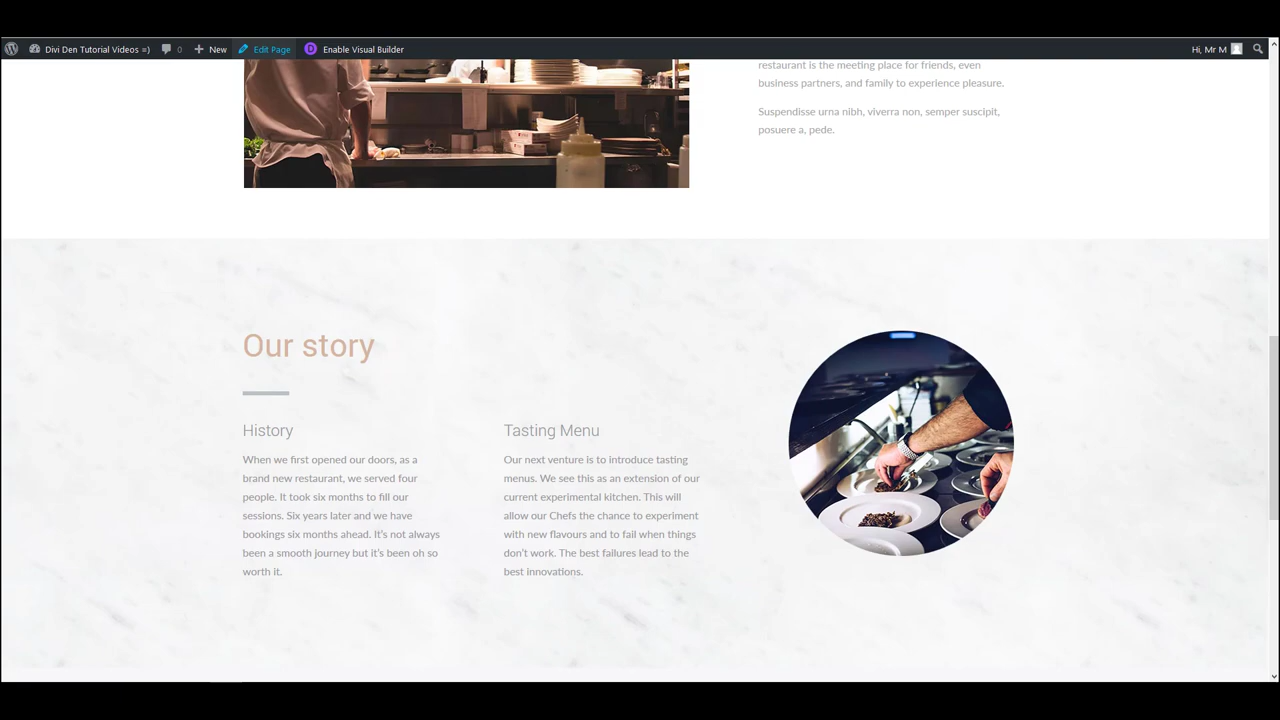 Divi Den Tutorial Videos =) 0 New Edit Page Enable Visual Builder Hi, Mr M
restaurant is the meeting place for friends, even
business partners, and family to experience pleasure.
Suspendisse urna nibh, viverra non, semper suscipit,
posuere a, pede.
Our story
History
When we first opened our doors, as a
brand new restaurant, we served four
people. It took six months to fill our
sessions. Six years later and we have
bookings six months ahead. It's not always
been a smooth journey but it's been oh so
worth it.
Tasting Menu
Our next venture is to introduce tasting
menus. We see this as an extension of our
current experimental kitchen. This will
allow our Chefs the chance to experiment
with new flavours and to fail when things
don't work. The best failures lead to the
best innovations.